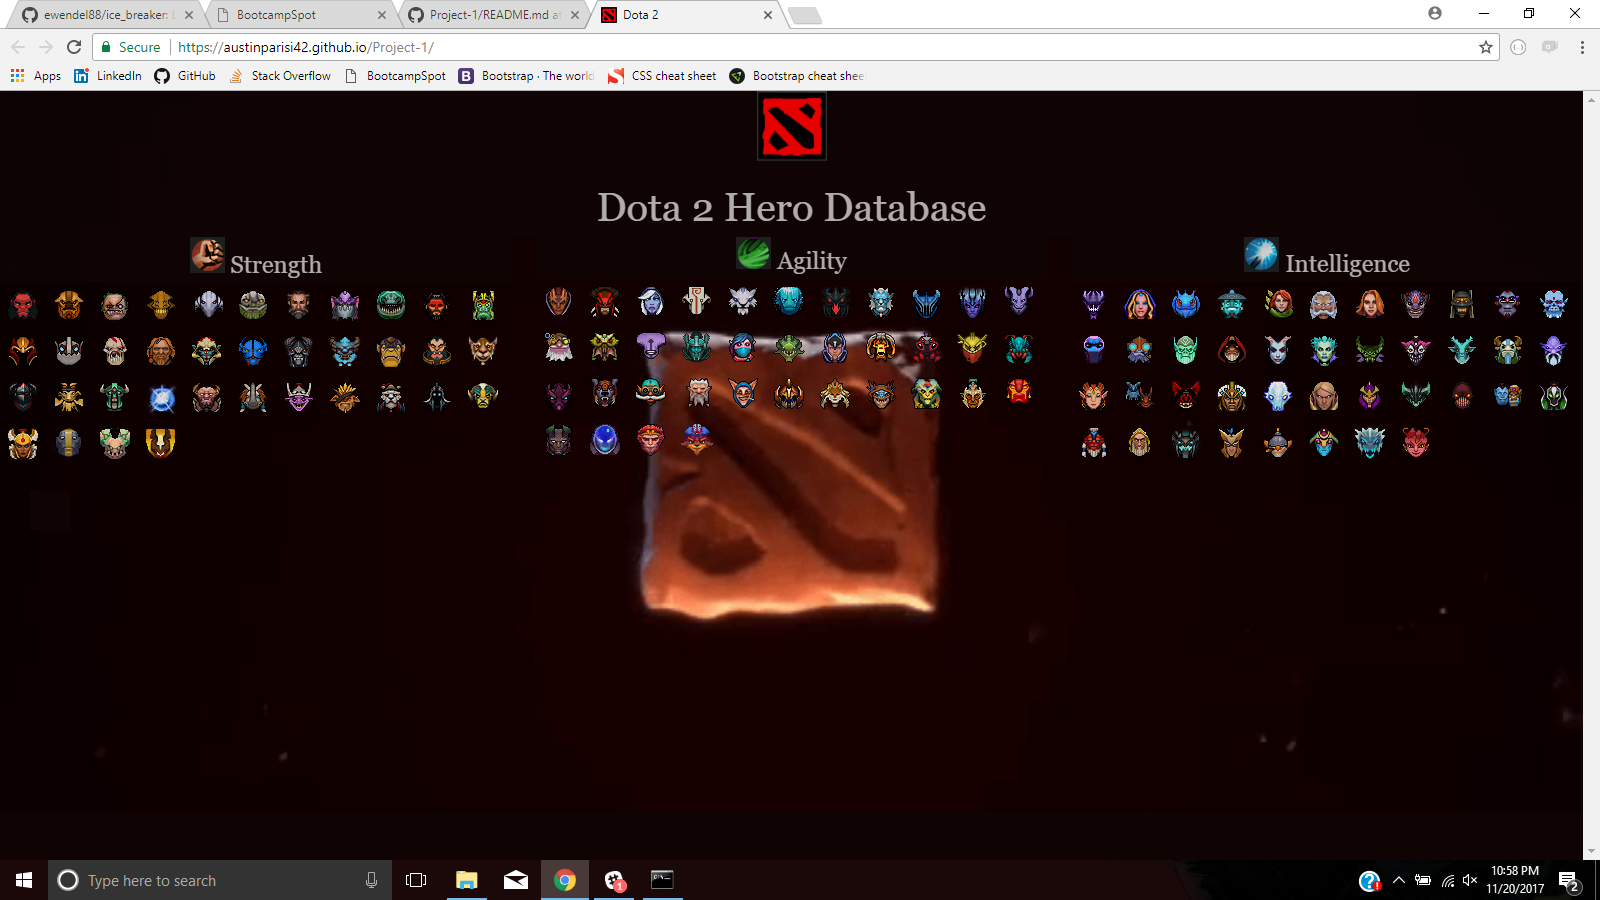 ewendel88/ice_breaker:
BootcampSpot
Project-1/README.md at
Dota 2
Secure
https://austinparisi42.github.io/Project-1/
Apps
LinkedIn
GitHub
Stack Overflow
BootcampSpot
Bootstrap · The world
CSS cheat sheet
Bootstrap cheat shee
Dota 2 Hero Database
Strength
Agility
Intelligence
Type here to search
1
10:58 PM
11/20/2017
2